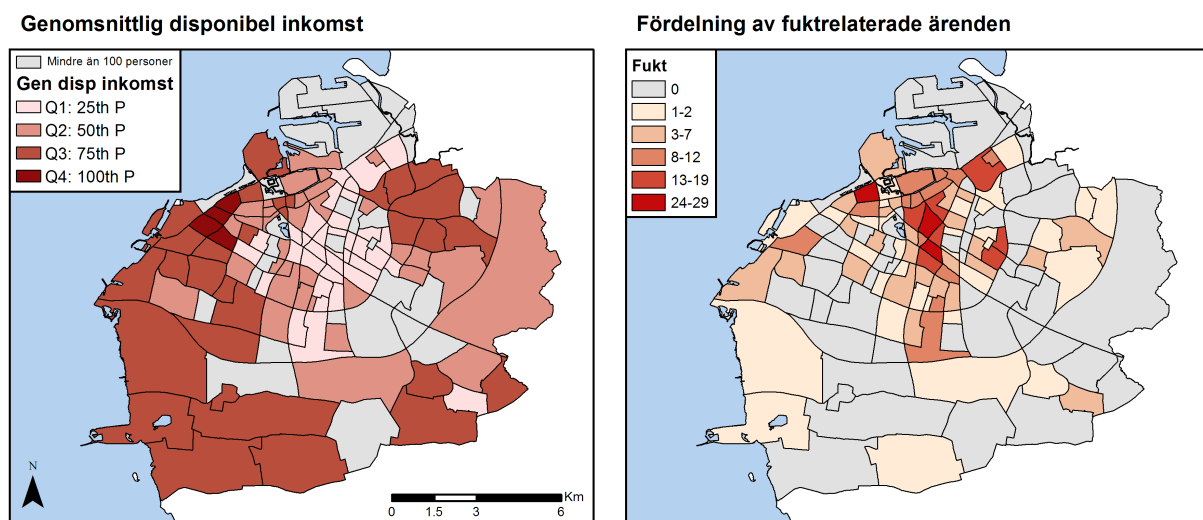 Genomsnittlig disponibel inkomst
Mindre än 100 personer
Gen disp inkomst
Q1: 25th P
Q2: 50th P
Q3: 75th P
Q4: 100th P
N
Km
0 1.5 3 6
Fördelning av fuktrelaterade ärenden
Fukt
0
1-2
3-7
8-12
13-19
24-29